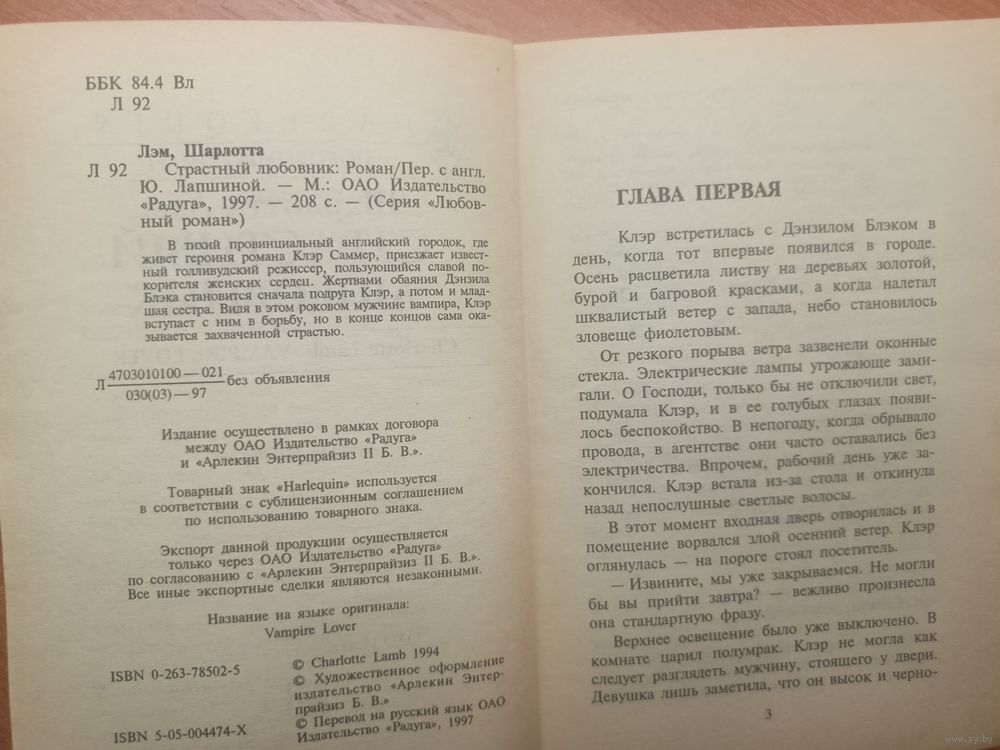 ББК 84.4 Вл
Л 92
Лэм, Шарлотта
Л 92 Страстный любовник: Роман/Пер. с англ.
Ю. Лапшиной. — М.: ОАО Издательство
«Радуга», 1997. — 208 с. — (Серия «Любов-
ный роман»)
В тихий провинциальный английский городок, где
живет героиня романа Клэр Саммер, приезжает извест-
ный голливудский режиссер, пользующийся славой по-
корителя женских сердец. Жертвами обаяния Дэнзила
Блэка становится сначала подруга Клэр, а потом и млад-
шая сестра. Видя в этом роковом мужчине вампира, Клэр
вступает с ним в борьбу, но в конце концов сама ока-
зывается захваченной страстью.
Л 4703010100—021 без объявления
030(03)—97
Издание осуществлено в рамках договора
между ОАО Издательство «Радуга»
и «Арлекин Энтерпрайзиз II Б. В.».
Товарный знак «Harlequin» используется
в соответствии с сублицензионным соглашением
по использованию товарного знака.
Экспорт данной продукции осуществляется
только через ОАО Издательство «Радуга»
по согласованию с «Арлекин Энтерпрайзиз II Б. В.».
Все иные экспортные сделки являются незаконными.
Название на языке оригинала:
Vampire Lover
ISBN 0-263-78502-5
ISBN 5-05-004474-X
© Charlotte Lamb 1994
© Художественное оформление
издательство «Арлекин Энтер-
прайзиз Б. В.»
© Перевод на русский язык ОАО
Издательство «Радуга», 1997
ГЛАВА ПЕРВАЯ
Клэр встретилась с Дэнзилом Блэком в
день, когда тот впервые появился в городе.
Осень расцветила листву на деревьях золотой,
бурой и багровой красками, а когда налетал
шквалистый ветер с запада, небо становилось
зловеще фиолетовым.
От резкого порыва ветра зазвенели оконные
стекла. Электрические лампы угрожающе зами-
гали. О Господи, только бы не отключили свет,
подумала Клэр, и в ее голубых глазах появи-
лось беспокойство. В непогоду, когда обрывало
провода, в агентстве они часто оставались без
электричества. Впрочем, рабочий день уже за-
кончился. Клэр встала из-за стола и откинула
назад непослушные светлые волосы.
В этот момент входная дверь отворилась и в
помещение ворвался злой осенний ветер. Клэр
оглянулась — на пороге стоял посетитель.
— Извините, мы уже закрываемся. Не могли
бы вы прийти завтра? — вежливо произнесла
она стандартную фразу.
Верхнее освещение было уже выключено. В
комнате царил полумрак. Клэр не могла как
следует разглядеть мужчину, стоящего у двери.
Девушка лишь заметила, что он высок и черно-
3
www.ay.by